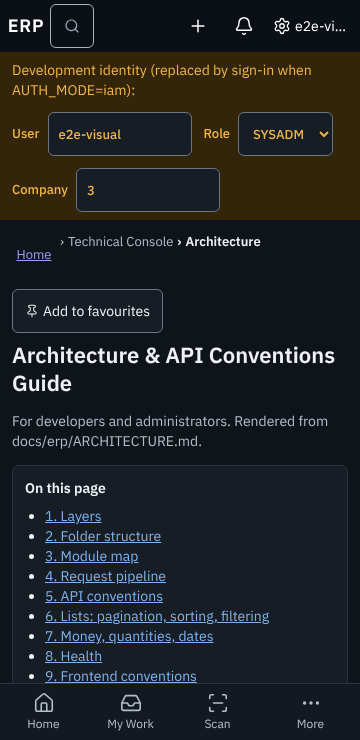 ERP
e2e-vi...
Development identity (replaced by sign-in when
AUTH_MODE=iam):
User e2e-visual Role SYSADM
Company 3
Home › Technical Console › Architecture
Add to favourites
Architecture & API Conventions
Guide
For developers and administrators. Rendered from
docs/erp/ARCHITECTURE.md.
On this page
1. Layers
2. Folder structure
3. Module map
4. Request pipeline
5. API conventions
6. Lists: pagination, sorting, filtering
7. Money, quantities, dates
8. Health
9. Frontend conventions
Home My Work Scan More